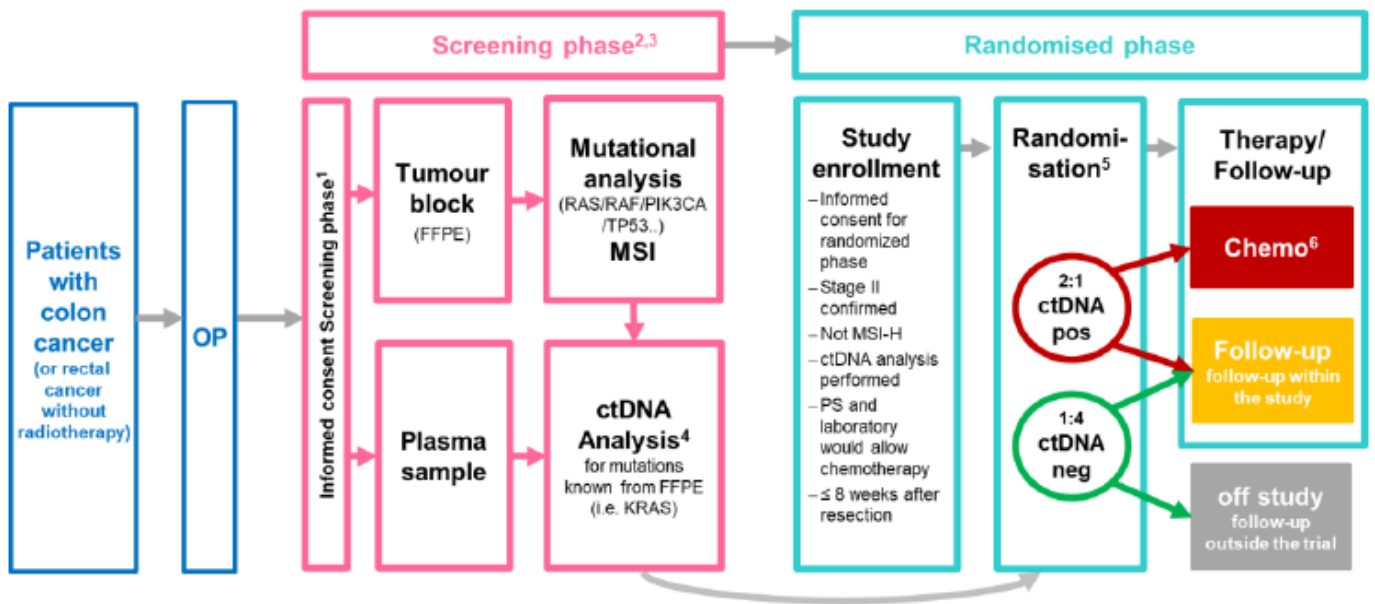 Screening phase2,3
Randomised phase
Patients
with
colon
cancer
(or rectal
cancer
without
radiotherapy)
OP
Informed consent Screening phase1
Tumour
block
(FFPE)
Mutational
analysis
(RAS/RAF/PIK3CA
/TP53..)
MSI
Plasma
sample
ctDNA
Analysis4
for mutations
known from FFPE
(i.e. KRAS)
Study
enrollment
–Informed
consent for
randomized
phase
–Stage II
confirmed
–Not MSI-H
–ctDNA analysis
performed
–PS and
laboratory
would allow
chemotherapy
–≤ 8 weeks after
resection
Randomi-
sation5
2:1
ctDNA
pos
1:4
ctDNA
neg
Therapy/
Follow-up
Chemo6
Follow-up
follow-up within
the study
off study
follow-up
outside the trial